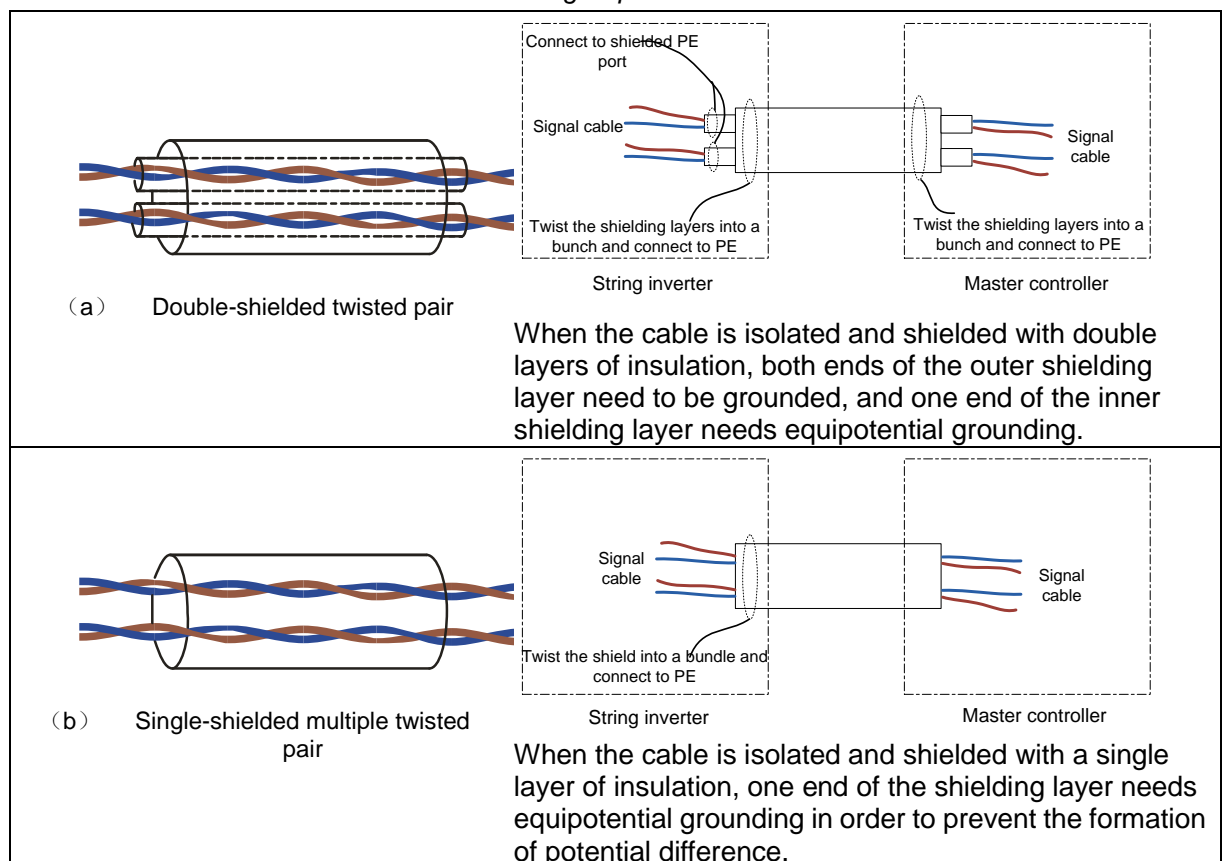 Connect to shielded PE
port
Signal cable
Signal
cable
Twist the shielding layers into a
bunch and connect to PE
Twist the shielding layers into a
bunch and connect to PE
String inverter
Master controller
（a） Double-shielded twisted pair
When the cable is isolated and shielded with double
layers of insulation, both ends of the outer shielding
layer need to be grounded, and one end of the inner
shielding layer needs equipotential grounding.
Signal
cable
Signal
cable
Twist the shield into a bundle and
connect to PE
String inverter
Master controller
（b） Single-shielded multiple twisted
pair
When the cable is isolated and shielded with a single
layer of insulation, one end of the shielding layer needs
equipotential grounding in order to prevent the formation
of potential difference.